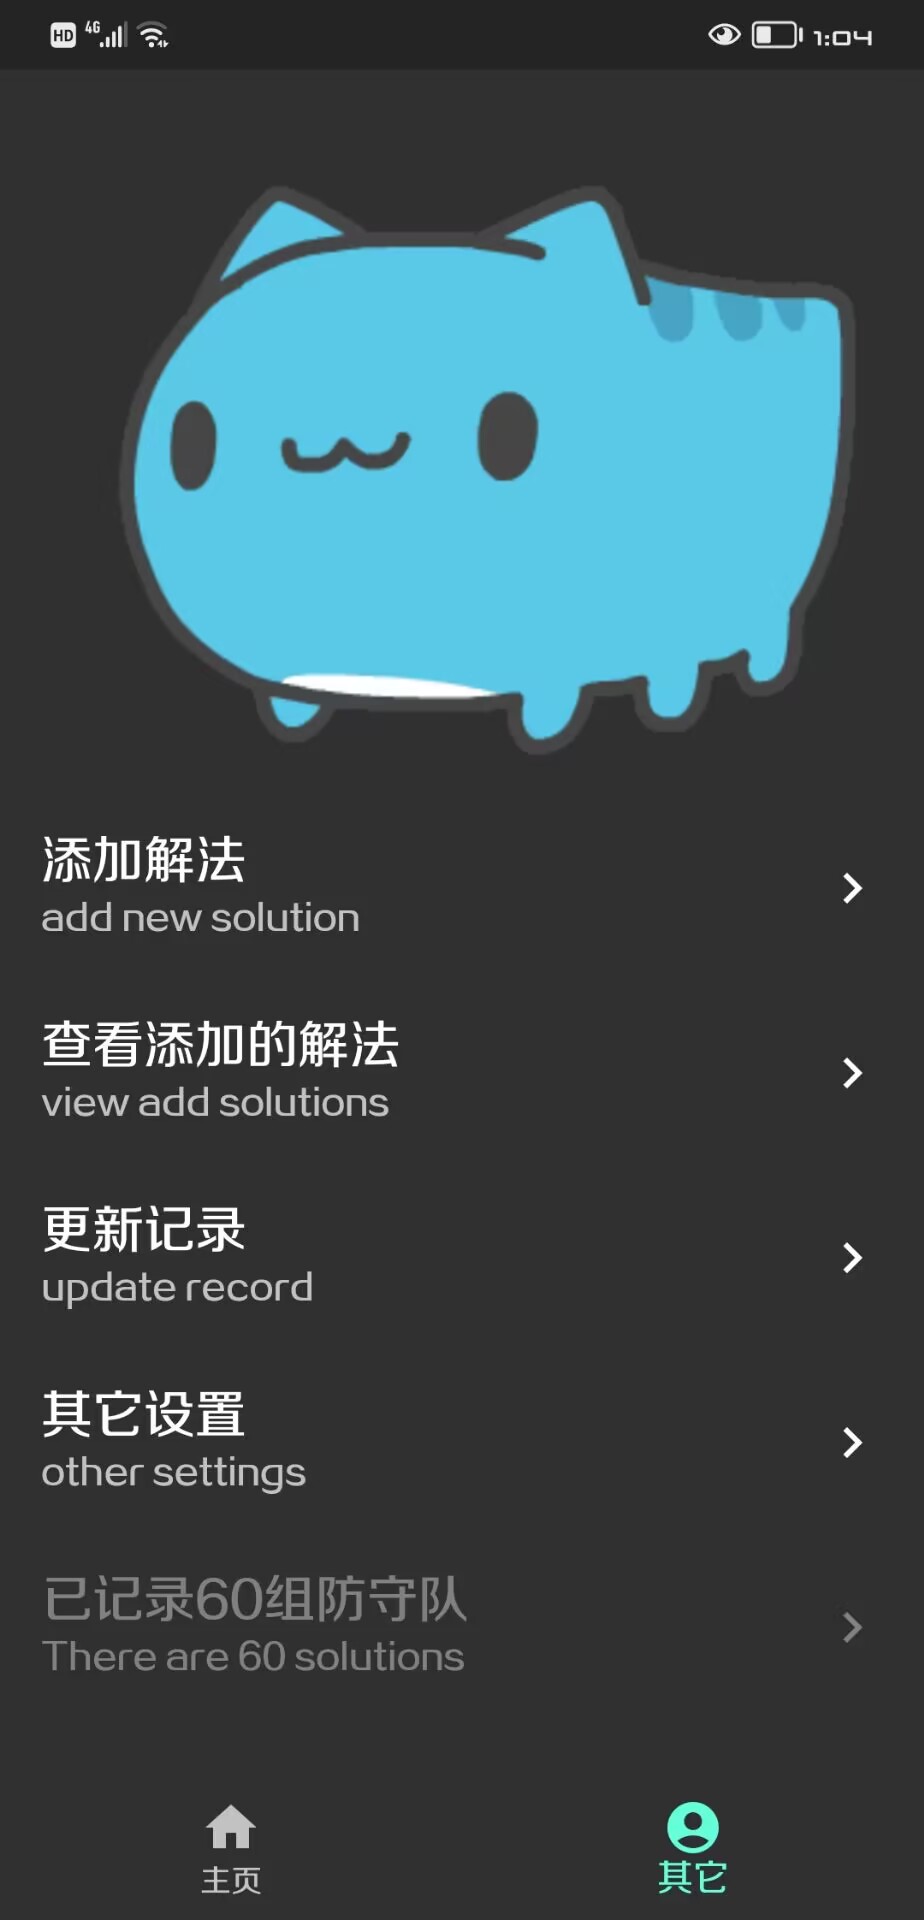 HD 4G 1:04
添加解法
add new solution
查看添加的解法
view add solutions
更新记录
update record
其它设置
other settings
已记录60组防守队
There are 60 solutions
主页 其它